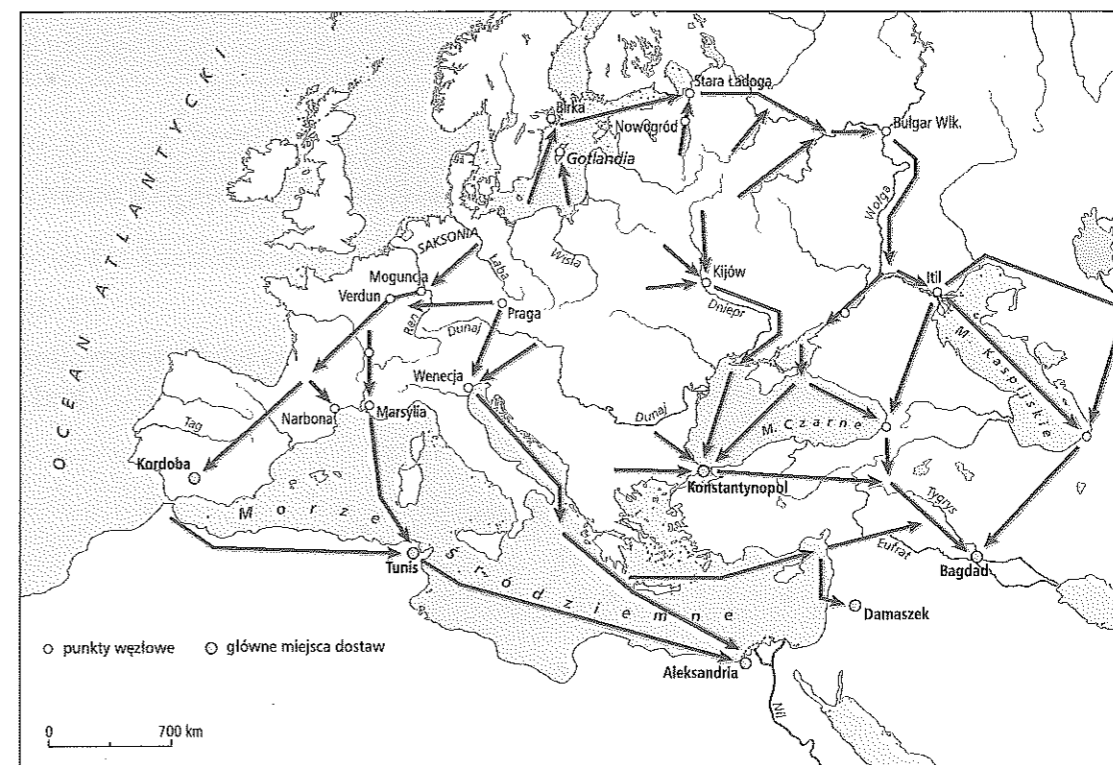 OCEAN ATLANTYCKI
Stara Ładoga
Birka
Nowogród
Bułgar Wlk.
Gotlandia
Wołga
SAKSONIA
Łaba
Wisła
Moguncja
Kijów
Itil
Verdun
Ren
Praga
Dniepr
Dunaj
M. Kaspijskie
Wenecja
Narbona
Marsylia
Dunaj
M. Czarne
Tag
Kordoba
Konstantynopol
Tygrys
Morze
Śródziemne
Tunis
Eufrat
Bagdad
Damaszek
punkty węzłowe
główne miejsca dostaw
Aleksandria
Nil
0 700 km